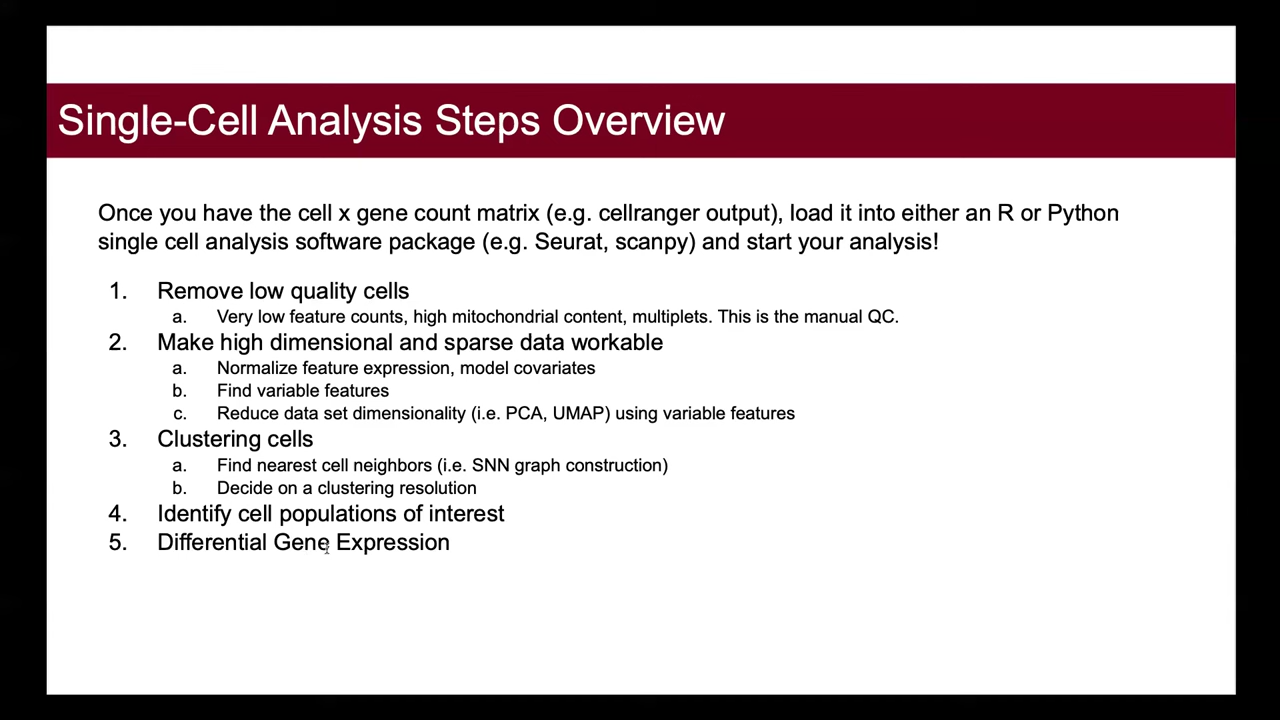 Single-Cell Analysis Steps Overview
Once you have the cell x gene count matrix (e.g. cellranger output), load it into either an R or Python
single cell analysis software package (e.g. Seurat, scanpy) and start your analysis!
1. Remove low quality cells
a. Very low feature counts, high mitochondrial content, multiplets. This is the manual QC.
2. Make high dimensional and sparse data workable
a. Normalize feature expression, model covariates
b. Find variable features
c. Reduce data set dimensionality (i.e. PCA, UMAP) using variable features
3. Clustering cells
a. Find nearest cell neighbors (i.e. SNN graph construction)
b. Decide on a clustering resolution
4. Identify cell populations of interest
5. Differential Gene Expression